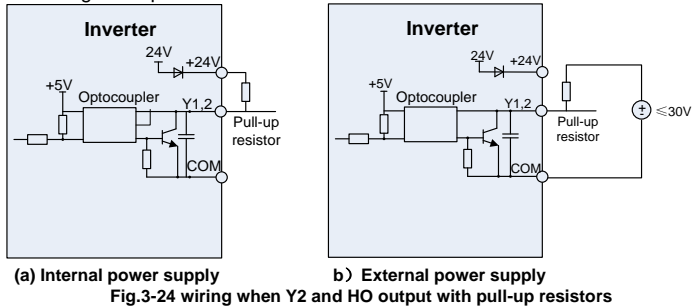 Inverter
24V
+24V
+5V
Optocoupler
Y1,2
Pull-up
resistor
COM
(a) Internal power supply
Inverter
24V
+24V
+5V
Optocoupler
Y1,2
Pull-up
resistor
≤30V
COM
b）External power supply
Fig.3-24 wiring when Y2 and HO output with pull-up resistors